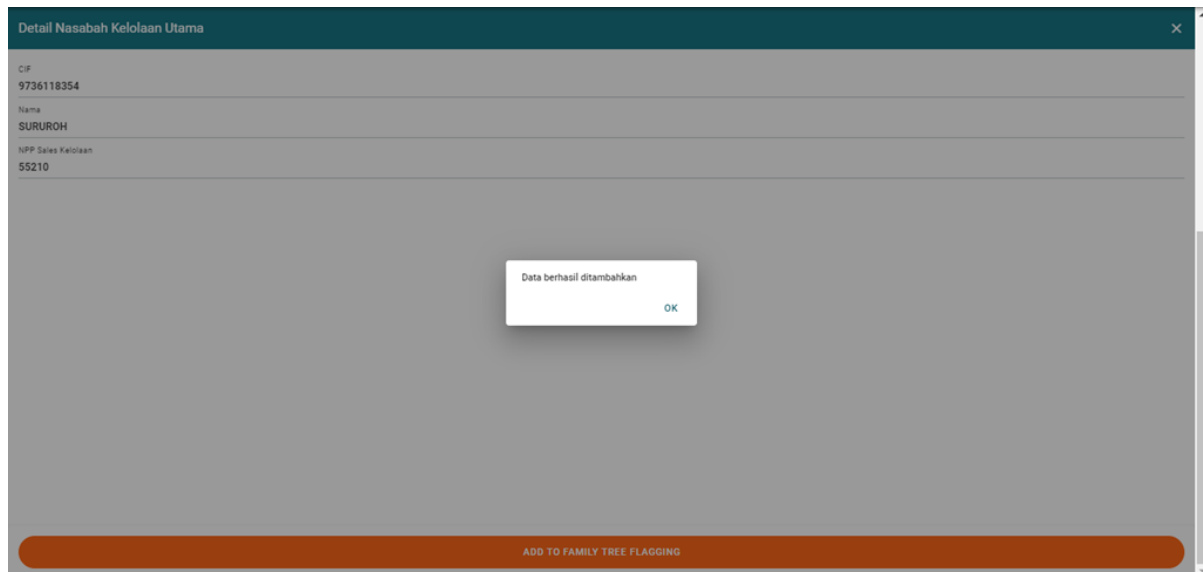 Detail Nasabah Kelolaan Utama
CIF
9736118354
Nama
SURUROH
NPP Sales Kelolaan
55210
Data berhasil ditambahkan
OK
ADD TO FAMILY TREE FLAGGING